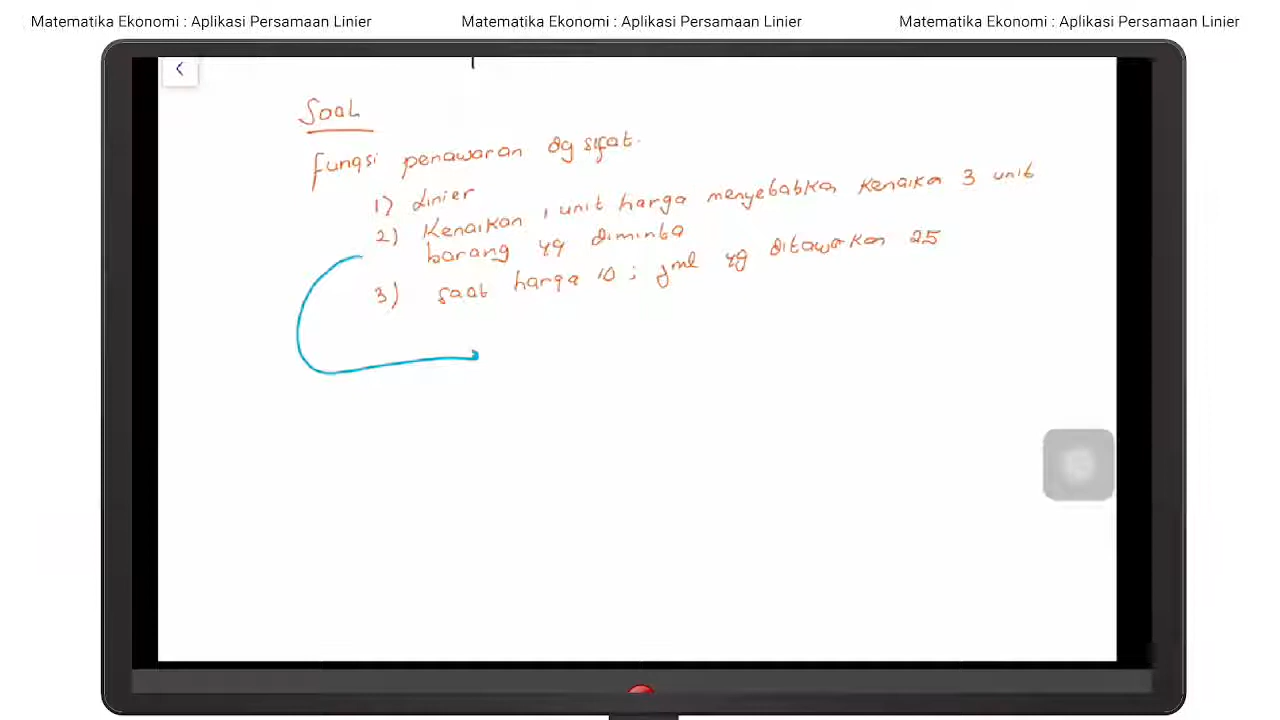 Matematika Ekonomi : Aplikasi Persamaan Linier Matematika Ekonomi : Aplikasi Persamaan Linier Matematika Ekonomi : Aplikasi Persamaan Linier
Soal
fungsi penawaran dg sifat.
1) Linier
2) Kenaikan 1 unit harga menyebabka kenaika 3 unit
barang yg diminta
3) saat harga 10 ; jml yg ditawarkan 25